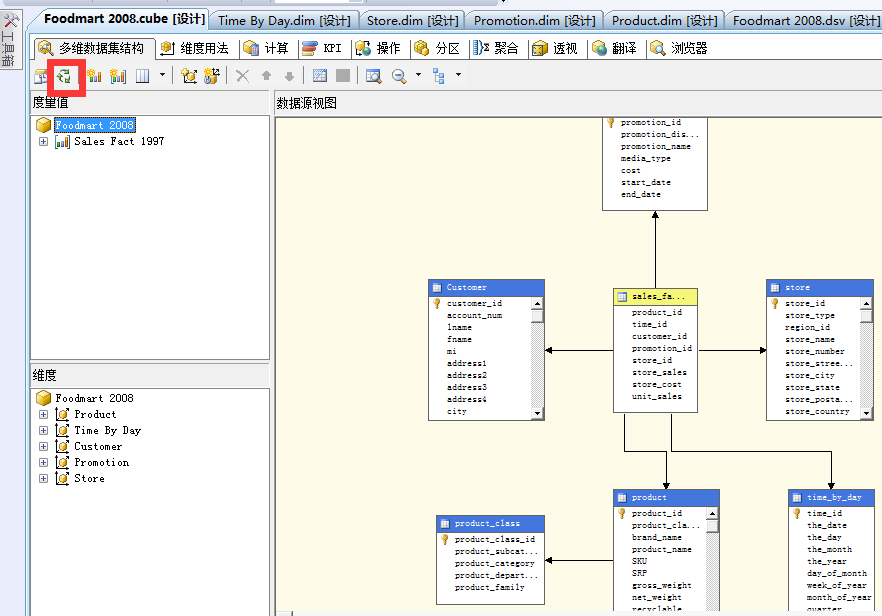 Foodmart 2008.cube [设计]
Time By Day.dim [设计]
Store.dim [设计]
Promotion.dim [设计]
Product.dim [设计]
Foodmart 2008.dsv [设计]
工具箱
多维数据集结构
维度用法
计算
KPI
操作
分区
聚合
透视
翻译
浏览器
度量值
Foodmart 2008
Sales Fact 1997
维度
Foodmart 2008
Product
Time By Day
Customer
Promotion
Store
数据源视图
promotion_id
promotion_dis...
promotion_name
media_type
cost
start_date
end_date
Customer
customer_id
account_num
lname
fname
mi
address1
address2
address3
address4
city
sales_fa...
product_id
time_id
customer_id
promotion_id
store_id
store_sales
store_cost
unit_sales
store
store_id
store_type
region_id
store_name
store_number
store_stree...
store_city
store_state
store_posta...
store_country
product_class
product_class_id
product_subcat...
product_category
product_depart...
product_family
product
product_id
product_cla...
brand_name
product_name
SKU
SRP
gross_weight
net_weight
recyclable
time_by_day
time_id
the_date
the_day
the_month
the_year
day_of_month
week_of_year
month_of_year
quarter